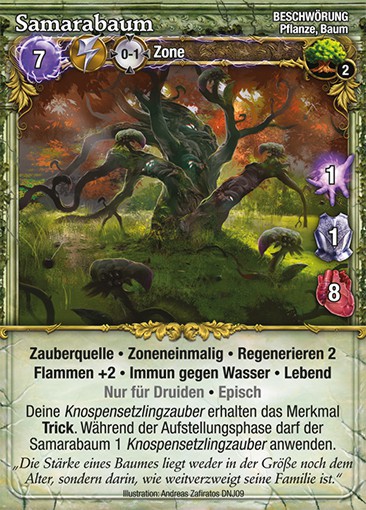 Samarabaum
BESCHWÖRUNG
Pflanze, Baum
7
0-1
Zone
2
1
1
8
Zauberquelle • Zoneneinmalig • Regenerieren 2
Flammen +2 • Immun gegen Wasser • Lebend
Nur für Druiden • Episch
Deine Knospensetzlingzauber erhalten das Merkmal
Trick. Während der Aufstellungsphase darf der
Samarabaum 1 Knospensetzlingzauber anwenden.
„Die Stärke eines Baumes liegt weder in der Größe noch dem
Alter, sondern darin, wie weitverzweigt seine Familie ist.“
Illustration: Andreas Zafiratos DNJ09